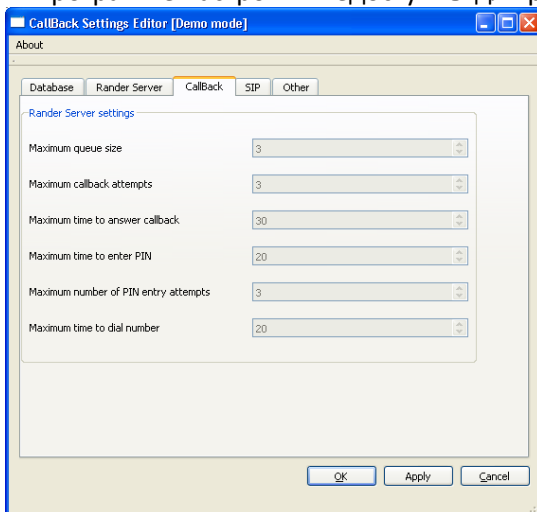 CallBack Settings Editor [Demo mode]
About
Database Rander Server CallBack SIP Other
Rander Server settings
Maximum queue size 3
Maximum callback attempts 3
Maximum time to answer callback 30
Maximum time to enter PIN 20
Maximum number of PIN entry attempts 3
Maximum time to dial number 20
OK Apply Cancel